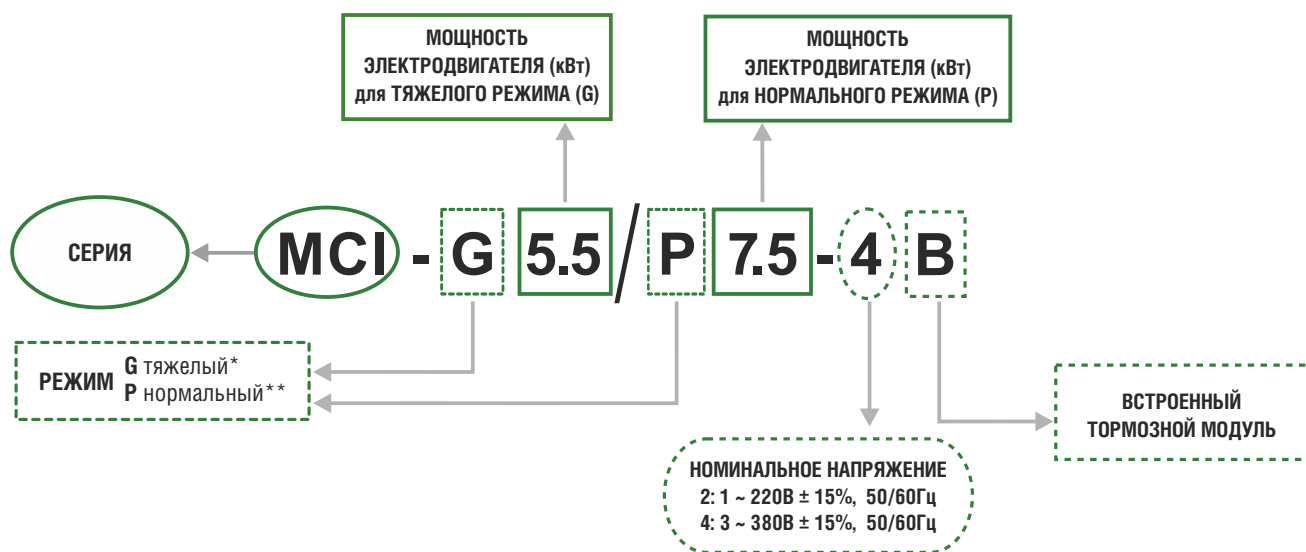 МОЩНОСТЬ
ЭЛЕКТРОДВИГАТЕЛЯ (кВт)
для ТЯЖЕЛОГО РЕЖИМА (G)
МОЩНОСТЬ
ЭЛЕКТРОДВИГАТЕЛЯ (кВт)
для НОРМАЛЬНОГО РЕЖИМА (P)
СЕРИЯ
MCI - G 5.5 / P 7.5 - 4 B
РЕЖИМ
G тяжелый*
P нормальный**
ВСТРОЕННЫЙ
ТОРМОЗНОЙ МОДУЛЬ
НОМИНАЛЬНОЕ НАПРЯЖЕНИЕ
2: 1 ~ 220В ± 15%, 50/60Гц
4: 3 ~ 380В ± 15%, 50/60Гц